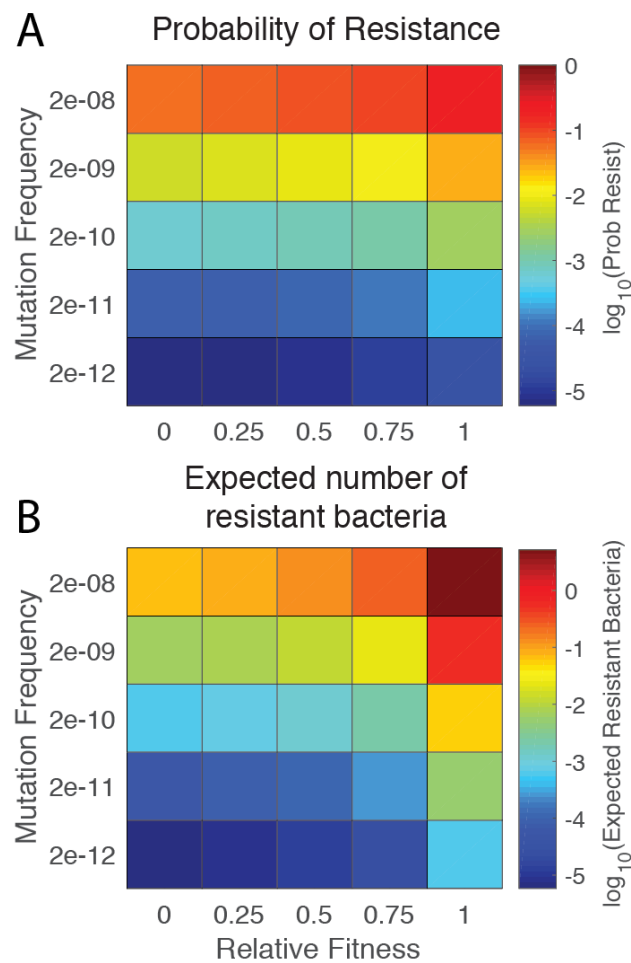 A
Probability of Resistance
Mutation Frequency
2e-08
2e-09
2e-10
2e-11
2e-12
0 0.25 0.5 0.75 1
0
-1
-2
-3
-4
-5
log10(Prob Resist)
B
Expected number of
resistant bacteria
Mutation Frequency
2e-08
2e-09
2e-10
2e-11
2e-12
0 0.25 0.5 0.75 1
Relative Fitness
0
-1
-2
-3
-4
-5
log10(Expected Resistant Bacteria)